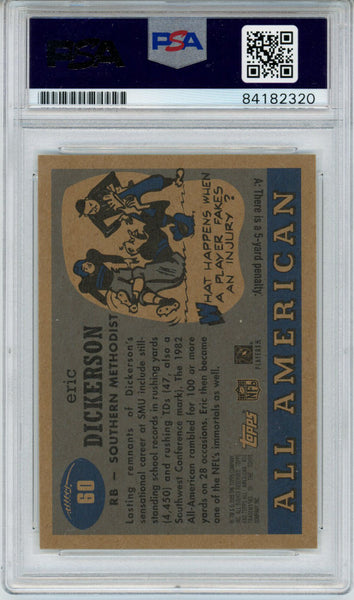 PSA
PSA
84182320
60
eric
DICKERSON
RB - SOUTHERN METHODIST
Lasting remnants of Dickerson's
sensational career at SMU include still-
standing school records in rushing yards
(4,450) and rushing TDs (47, also a
Southwest Conference mark). The 1982
All-American rambled for 100 or more
yards on 28 occasions. Eric then became
one of the NFL's immortals as well.
WHAT HAPPENS WHEN
A PLAYER FAKES
AN INJURY?
A: There is a 5-yard penalty.
PLAYERS
NFL
Topps
ALL AMERICAN